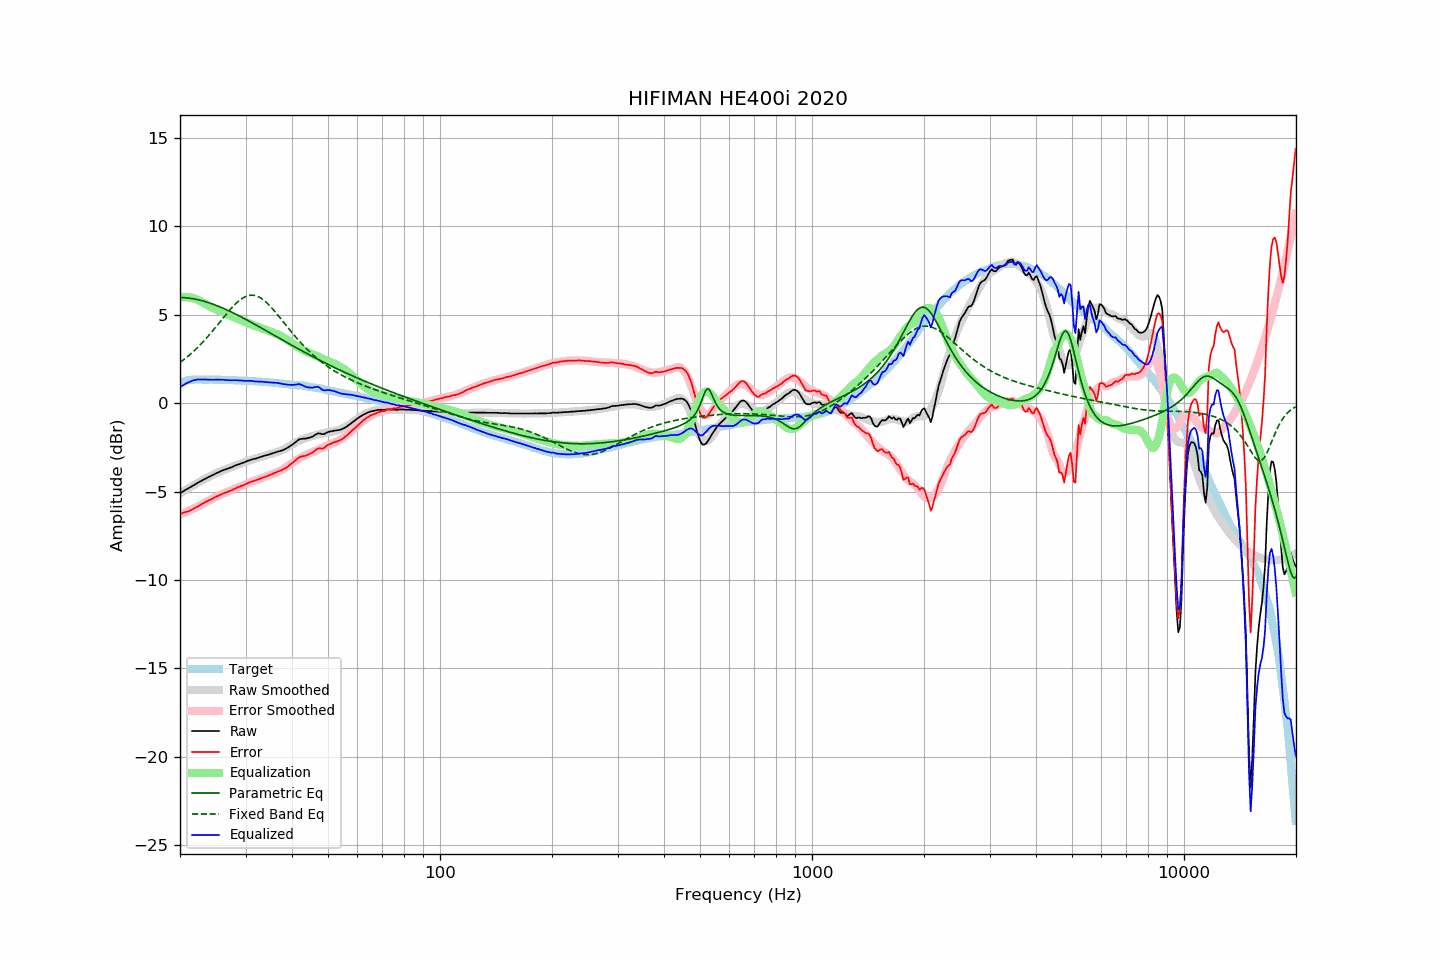 HIFIMAN HE400i 2020
Amplitude (dBr)
15
10
5
0
−5
−10
−15
−20
−25
Target
Raw Smoothed
Error Smoothed
Raw
Error
Equalization
Parametric Eq
Fixed Band Eq
Equalized
100
1000
10000
Frequency (Hz)